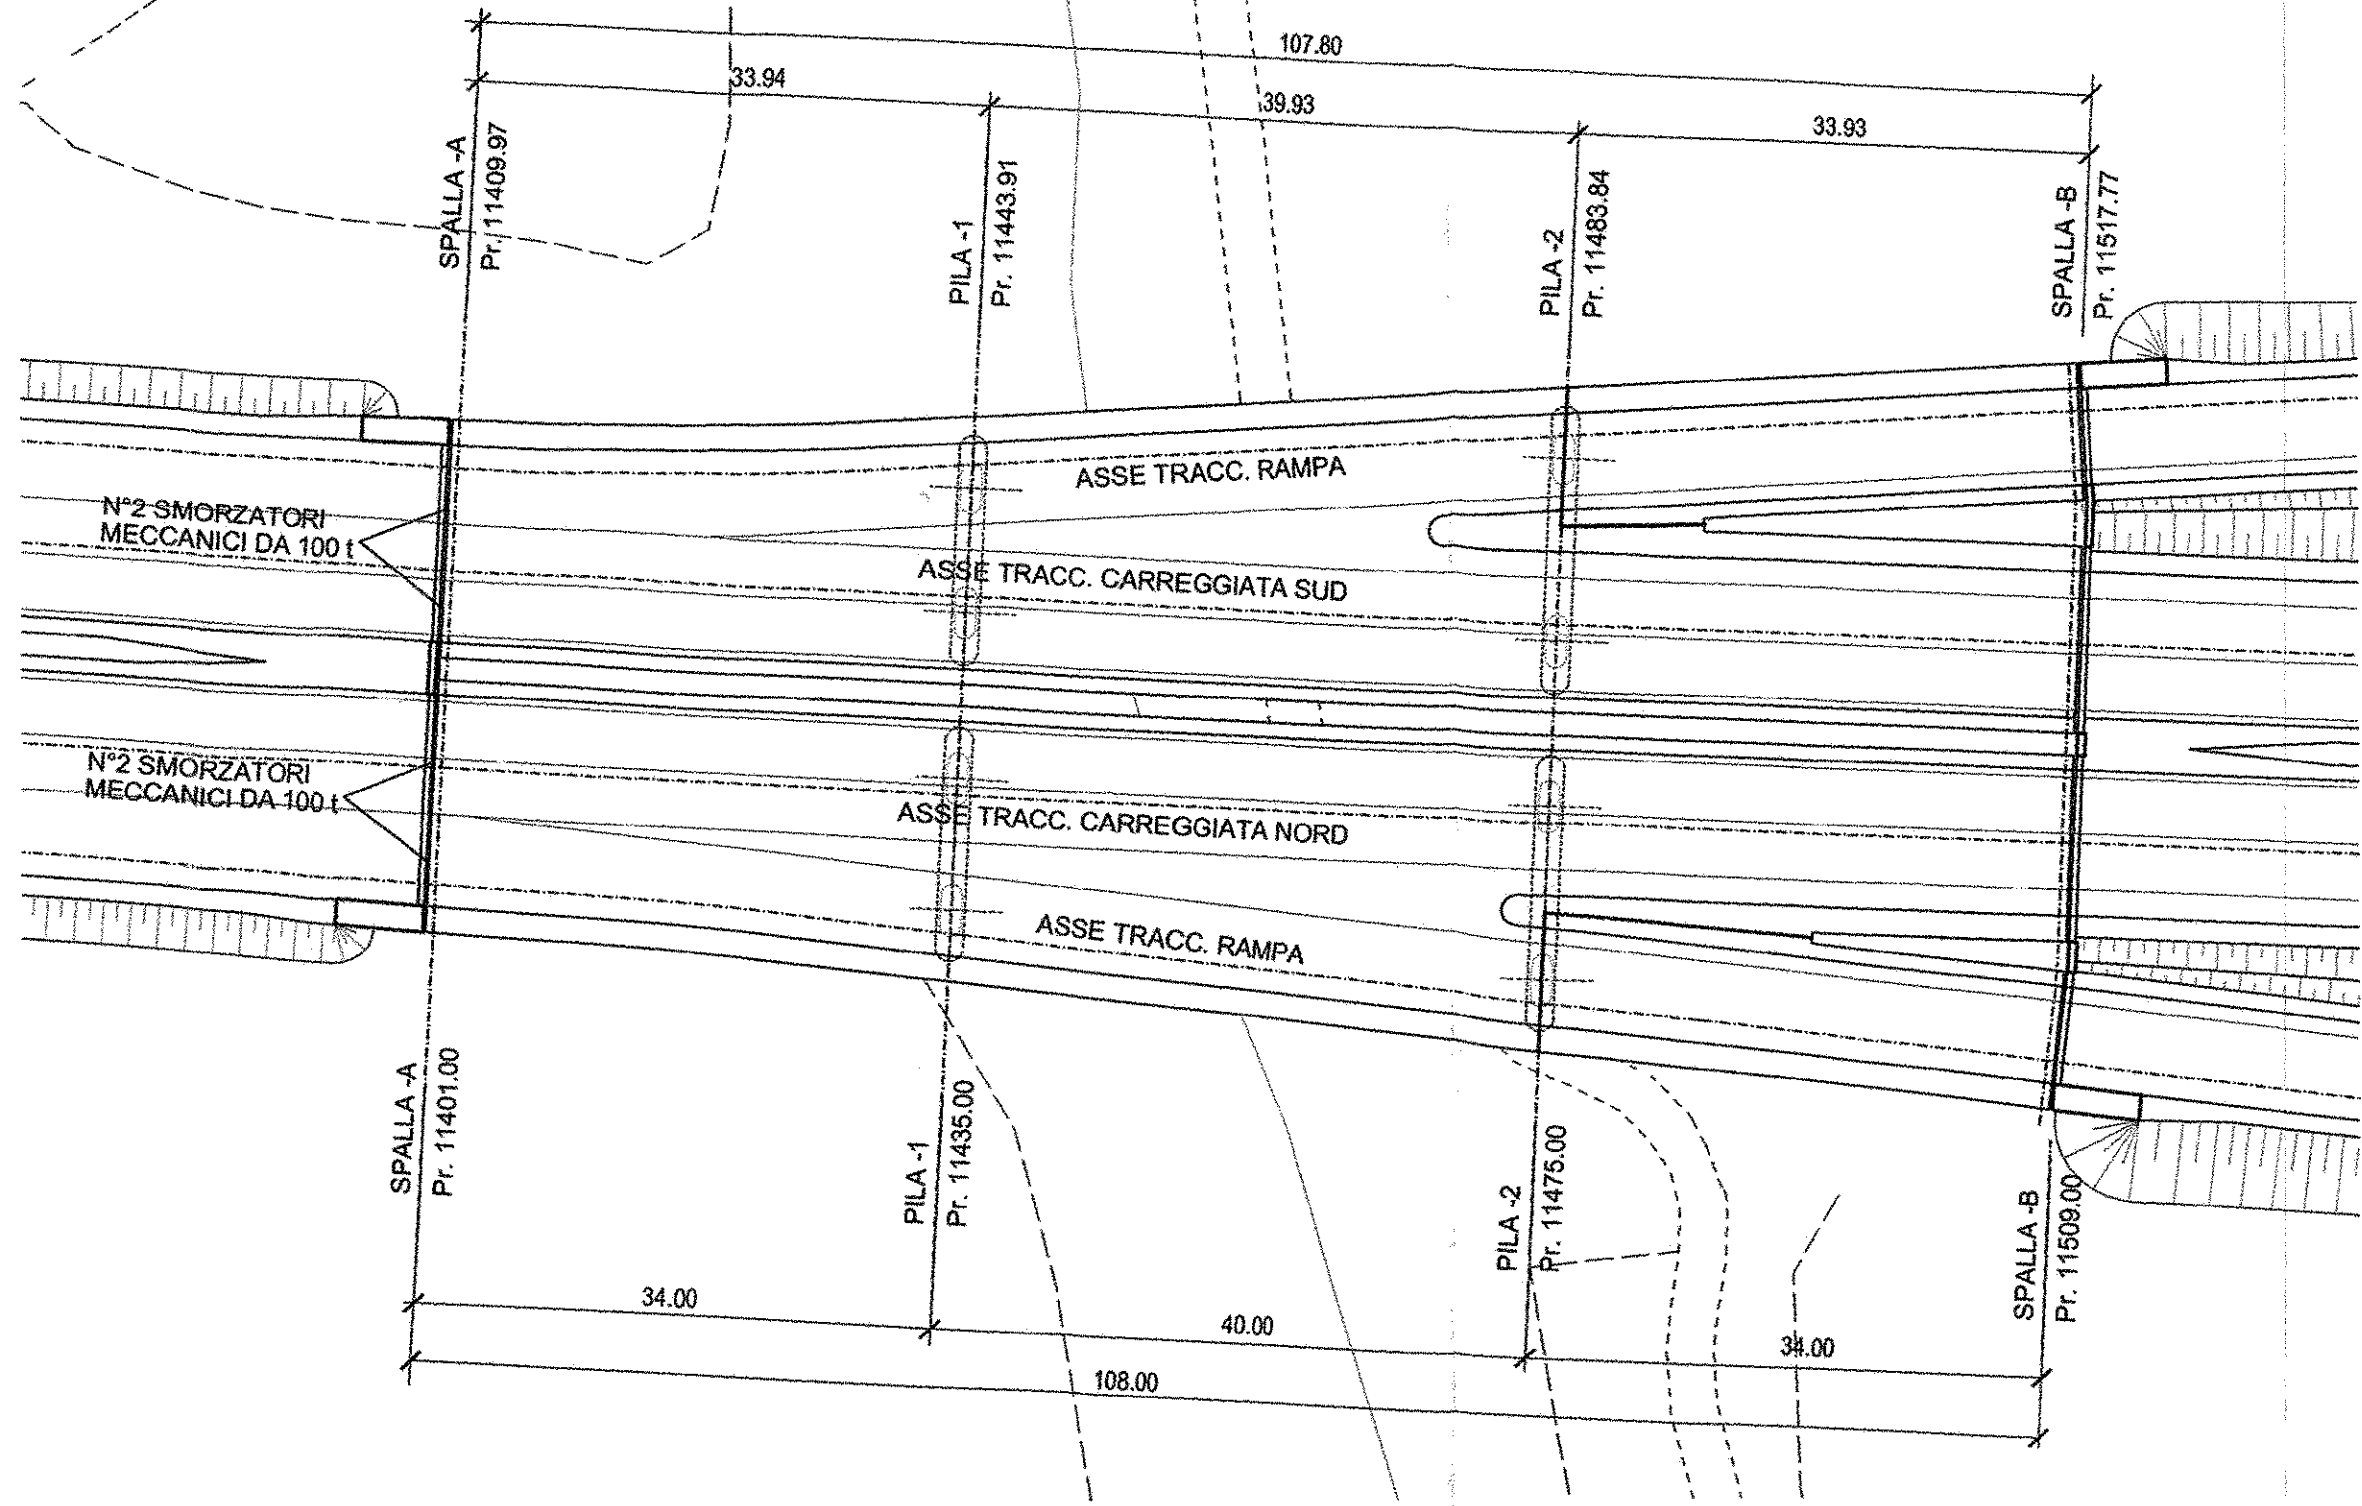 107.80
33.94
39.93
33.93
SPALLA -A
Pr. 11409.97
PILA -1
Pr. 11443.91
PILA -2
Pr. 11483.84
SPALLA -B
Pr. 11517.77
ASSE TRACC. RAMPA
N°2 SMORZATORI
MECCANICI DA 100 t
ASSE TRACC. CARREGGIATA SUD
N°2 SMORZATORI
MECCANICI DA 100 t
ASSE TRACC. CARREGGIATA NORD
ASSE TRACC. RAMPA
SPALLA -A
Pr. 11401.00
PILA -1
Pr. 11435.00
PILA -2
Pr. 11475.00
SPALLA -B
Pr. 11509.00
34.00
40.00
34.00
108.00